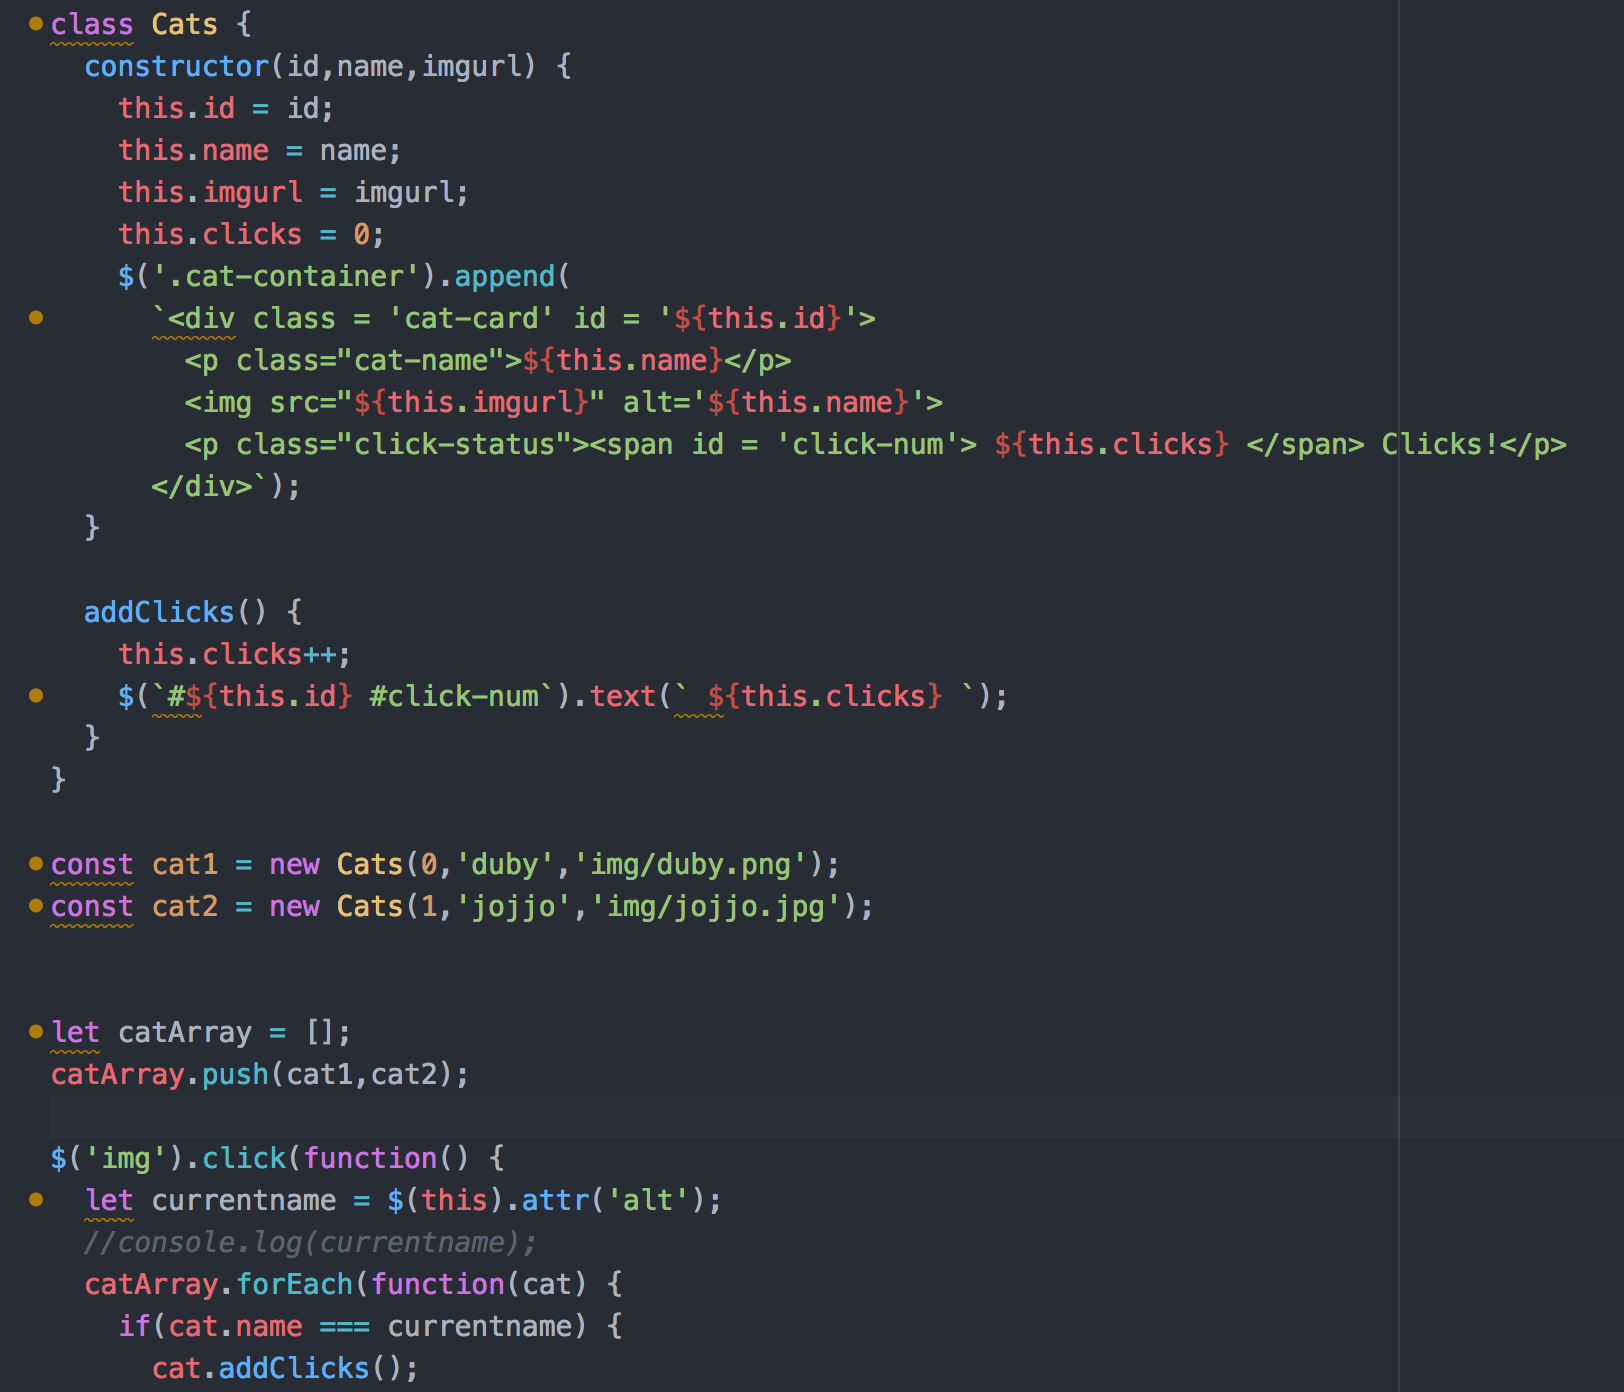 class Cats {
  constructor(id,name,imgurl) {
    this.id = id;
    this.name = name;
    this.imgurl = imgurl;
    this.clicks = 0;
    $('.cat-container').append(
      `<div class = 'cat-card' id = '${this.id}'>
        <p class="cat-name">${this.name}</p>
        <img src="${this.imgurl}" alt='${this.name}'>
        <p class="click-status"><span id = 'click-num'> ${this.clicks} </span> Clicks!</p>
      </div>`);
  }

  addClicks() {
    this.clicks++;
    $(`#${this.id} #click-num`).text(` ${this.clicks} `);
  }
}

const cat1 = new Cats(0,'duby','img/duby.png');
const cat2 = new Cats(1,'jojjo','img/jojjo.jpg');

let catArray = [];
catArray.push(cat1,cat2);

$('img').click(function() {
  let currentname = $(this).attr('alt');
  //console.log(currentname);
  catArray.forEach(function(cat) {
    if(cat.name === currentname) {
      cat.addClicks();